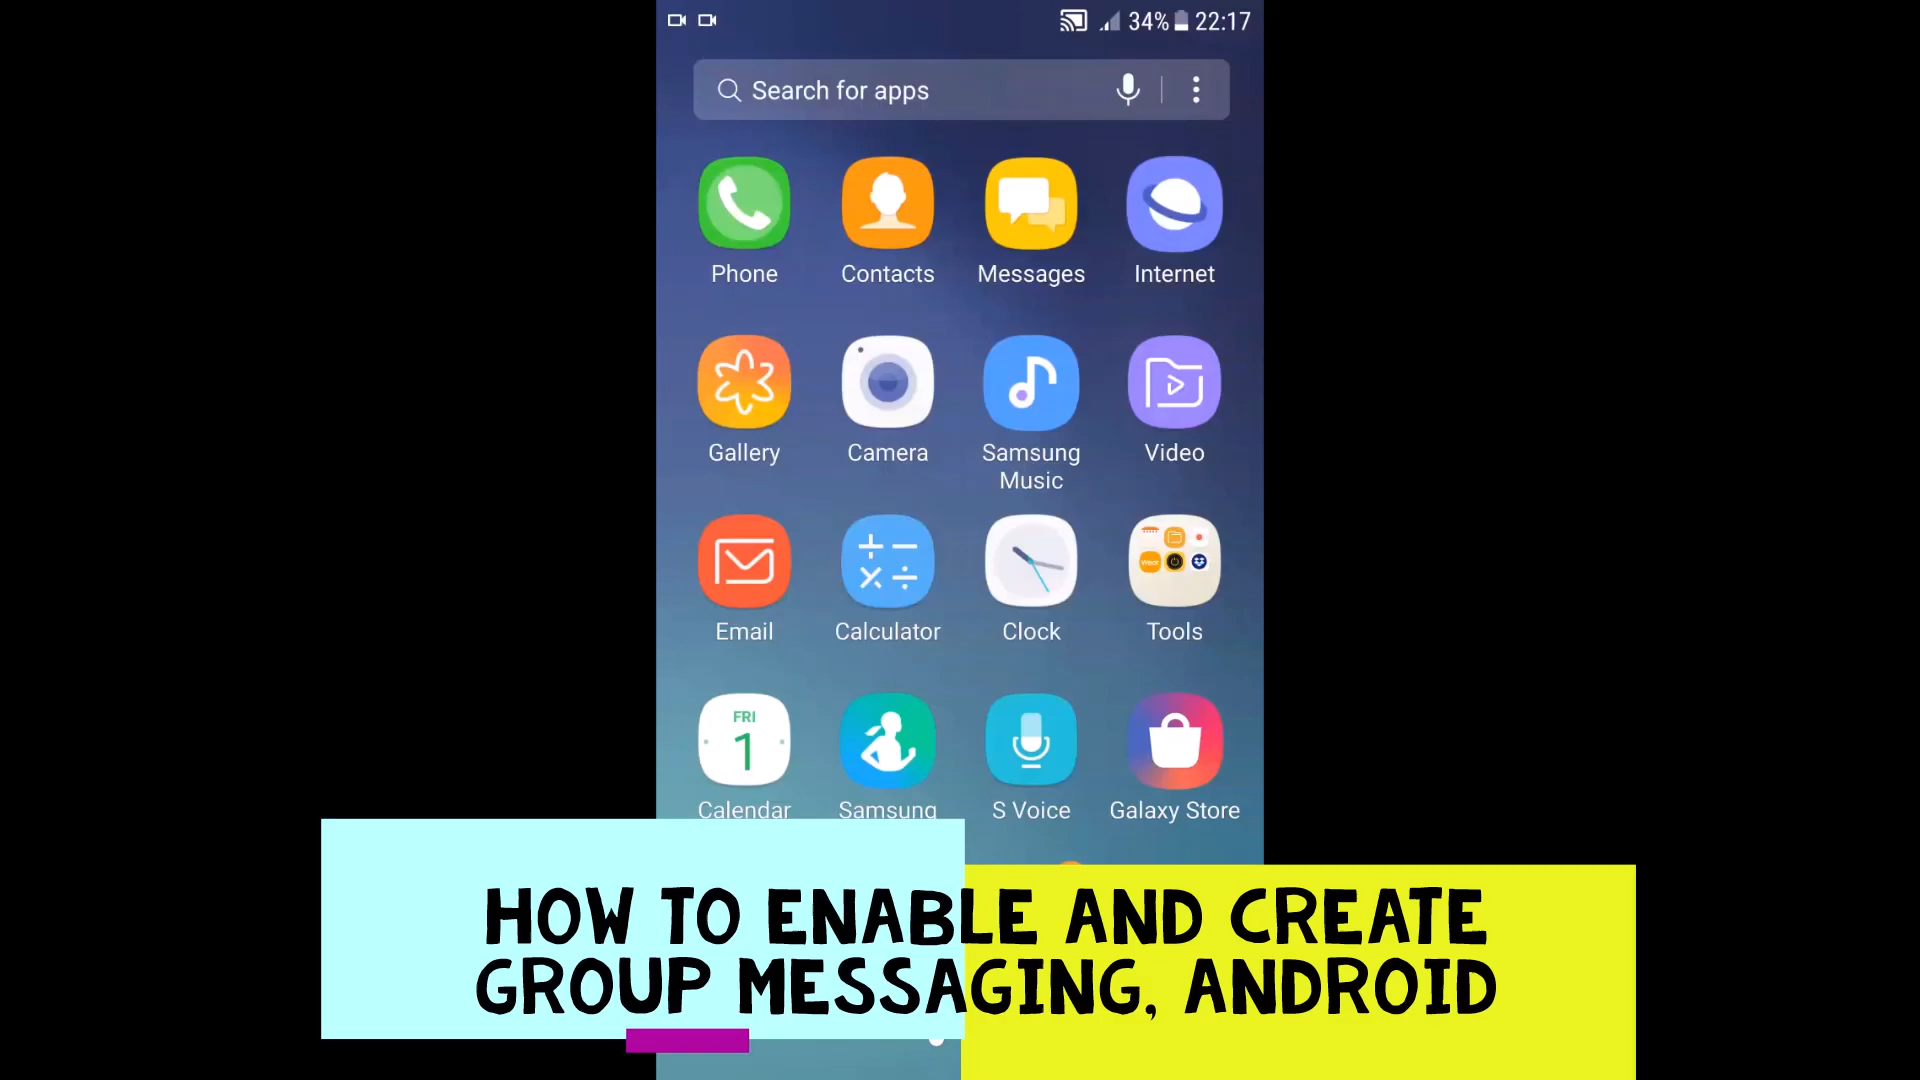 34% 22:17
Search for apps
Phone Contacts Messages Internet
Gallery Camera Samsung Video
Music
Wear
Email Calculator Clock Tools
FRI
1
Calendar Samsung S Voice Galaxy Store
HOW TO ENABLE AND CREATE
GROUP MESSAGING, ANDROID